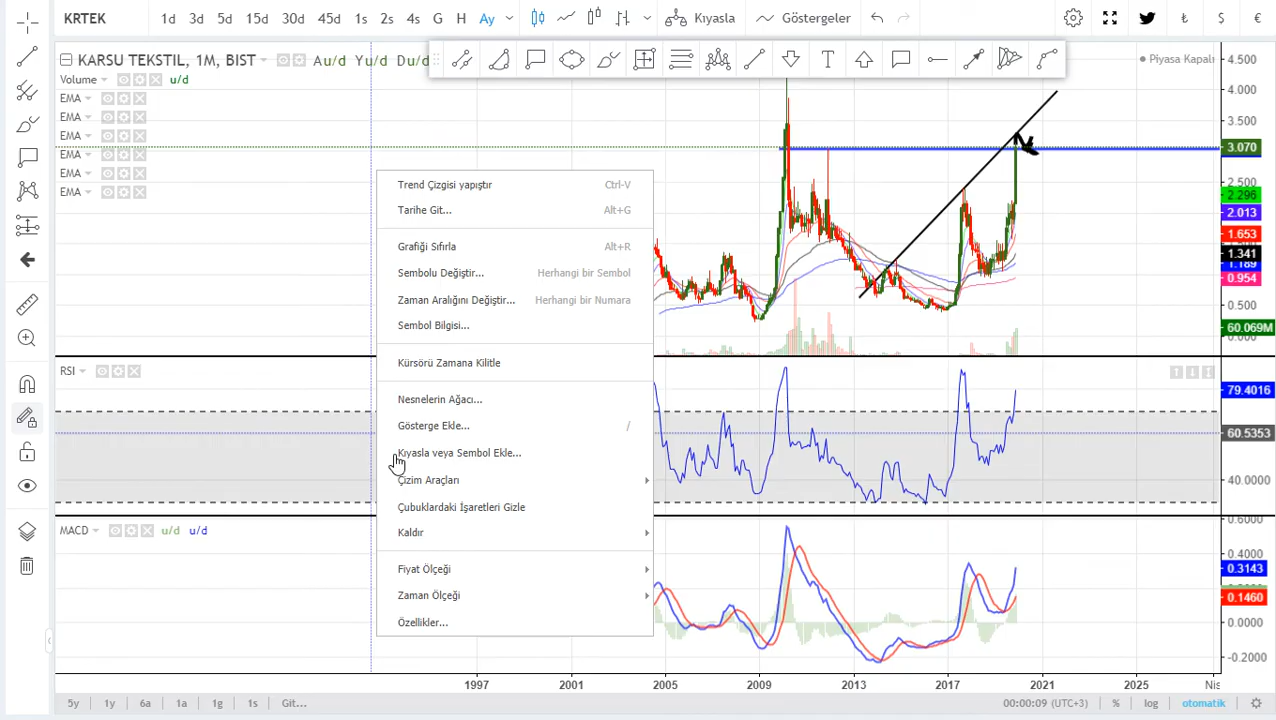 KRTEK 1d 3d 5d 15d 30d 45d 1s 2s 4s G H Ay Kıyasla Göstergeler ₺ $ €
KARSU TEKSTIL, 1M, BIST Au/d Yu/d Du/d
Piyasa Kapalı
Volume u/d
EMA
EMA
EMA
EMA
EMA
EMA
4.500
4.000
3.500
3.070
2.500
2.296
2.013
1.653
1.341
1.189
0.954
0.500
60.069M
0.000
Trend Çizgisi yapıştır Ctrl-V
Tarihe Git... Alt+G
Grafiği Sıfırla Alt+R
Sembolu Değiştir... Herhangi bir Sembol
Zaman Aralığını Değiştir... Herhangi bir Numara
Sembol Bilgisi...
Kürsörü Zamana Kilitle
Nesnelerin Ağacı...
Gösterge Ekle... /
Kıyasla veya Sembol Ekle...
Çizim Araçları
Çubuklardaki İşaretleri Gizle
Kaldır
Fiyat Ölçeği
Zaman Ölçeği
Özellikler...
RSI
79.4016
60.5353
40.0000
MACD u/d u/d
0.6000
0.4000
0.3143
0.1460
0.0000
-0.2000
1997 2001 2005 2009 2013 2017 2021 2025 Nis
5y 1y 6a 1a 1g 1s Git... 00:00:09 (UTC+3) % log otomatik